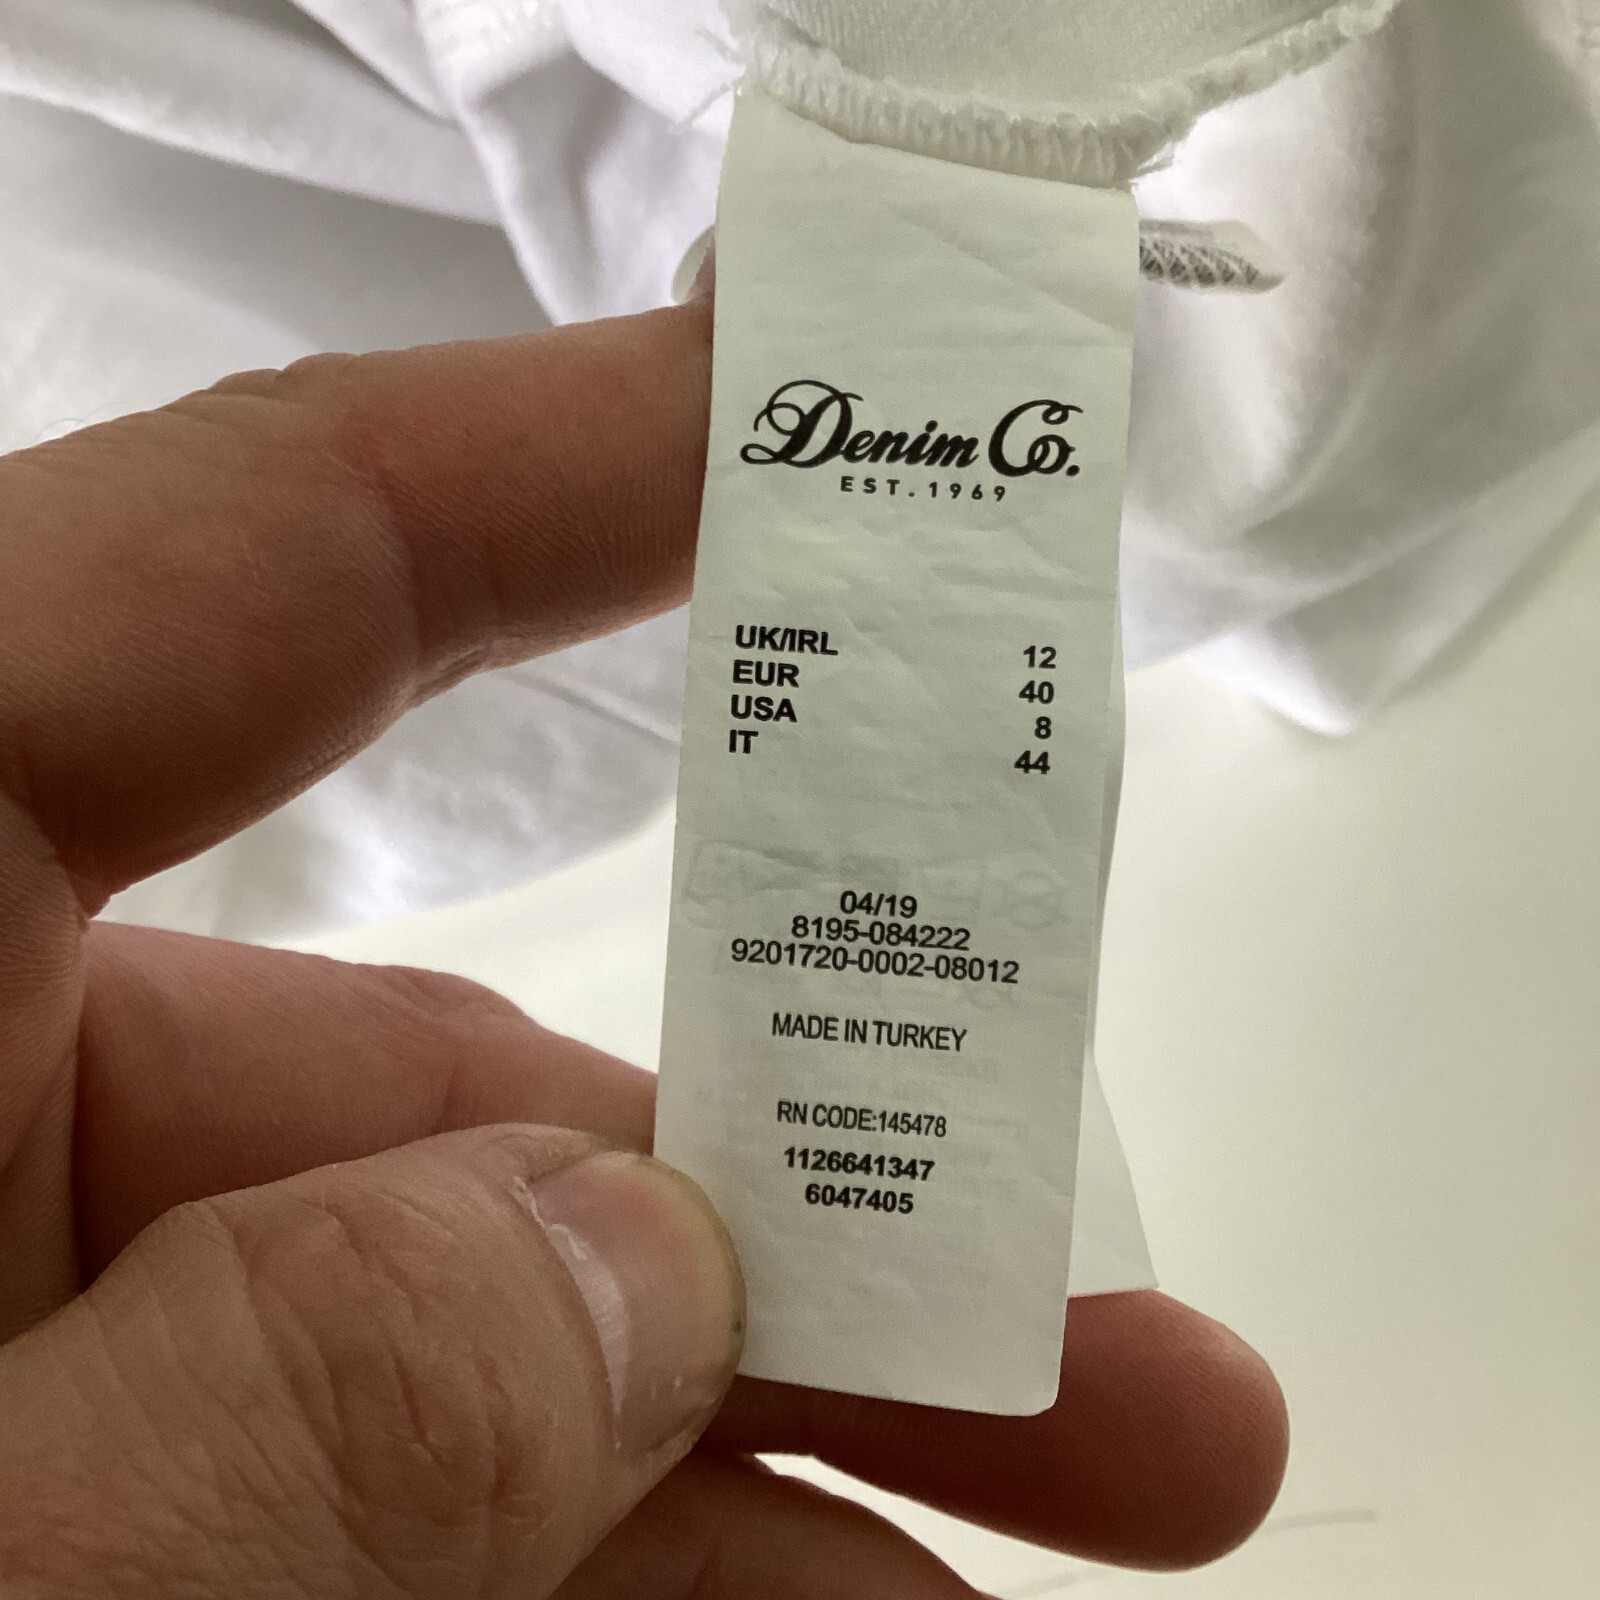 Denim Co.
EST. 1969
UK/IRL 12
EUR 40
USA 8
IT 44
04/19
8195-084222
9201720-0002-08012
MADE IN TURKEY
RN CODE:145478
1126641347
6047405